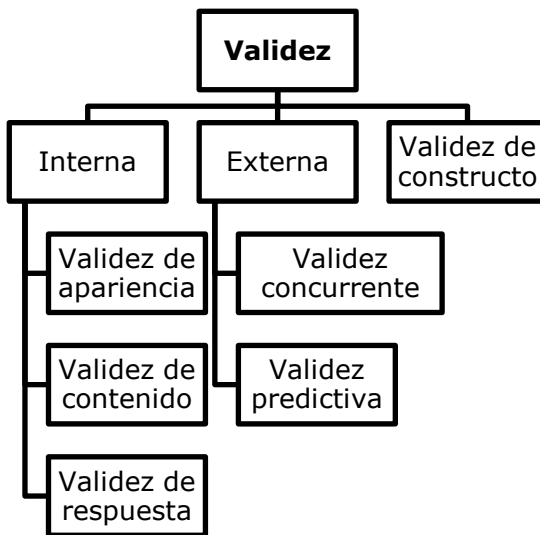 Validez
Interna
Externa
Validez de
constructo
Validez de
apariencia
Validez
concurrente
Validez de
contenido
Validez
predictiva
Validez de
respuesta